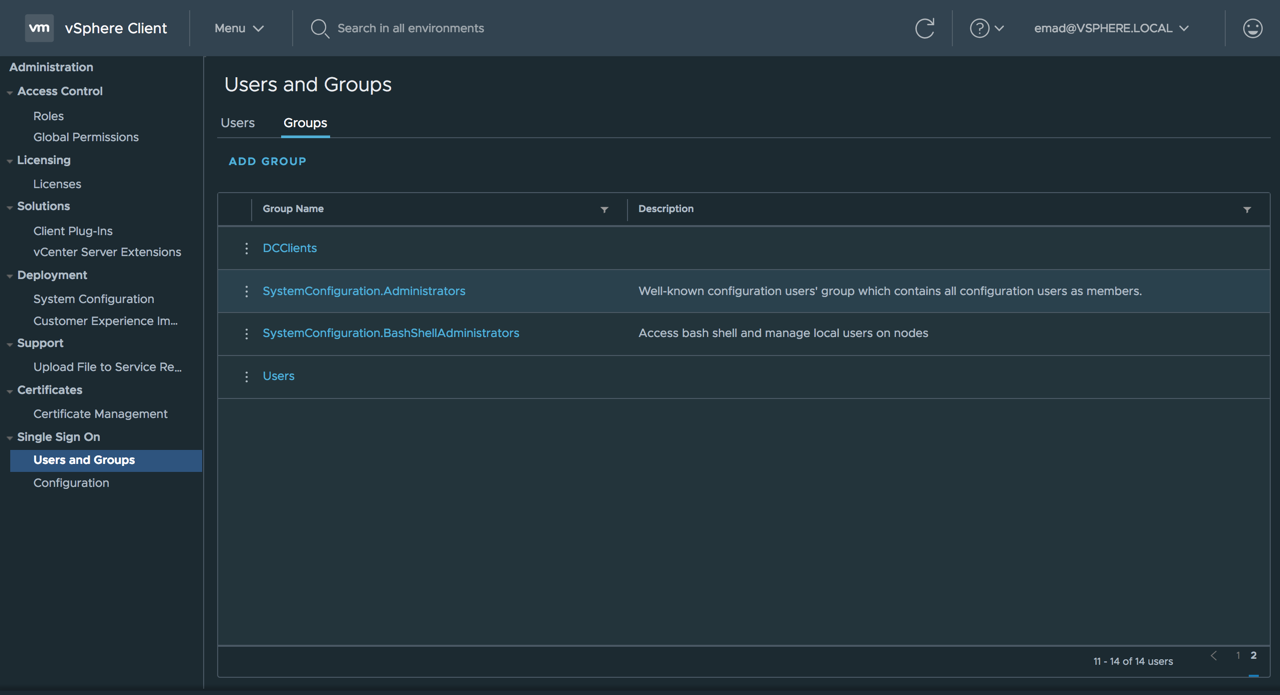 vm vSphere Client Menu Search in all environments emad@VSPHERE.LOCAL
Administration
Access Control
Roles
Global Permissions
Licensing
Licenses
Solutions
Client Plug-Ins
vCenter Server Extensions
Deployment
System Configuration
Customer Experience Im...
Support
Upload File to Service Re...
Certificates
Certificate Management
Single Sign On
Users and Groups
Configuration
Users and Groups
Users Groups
ADD GROUP
Group Name Description
DCClients
SystemConfiguration.Administrators Well-known configuration users' group which contains all configuration users as members.
SystemConfiguration.BashShellAdministrators Access bash shell and manage local users on nodes
Users
11 - 14 of 14 users 1 2